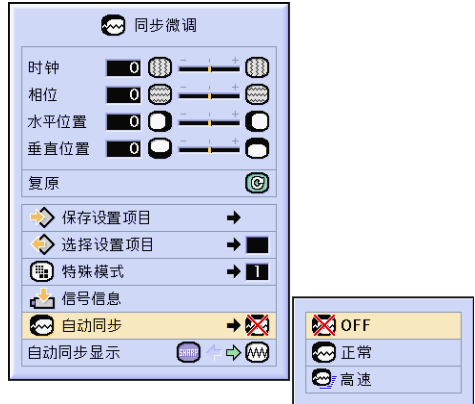 同步微调
时钟 0 - +
相位 0 - +
水平位置 0 - +
垂直位置 0 - +
复原
保存设置项目
选择设置项目
特殊模式 1
信号信息
自动同步
自动同步显示 SHARP
OFF
正常
高速